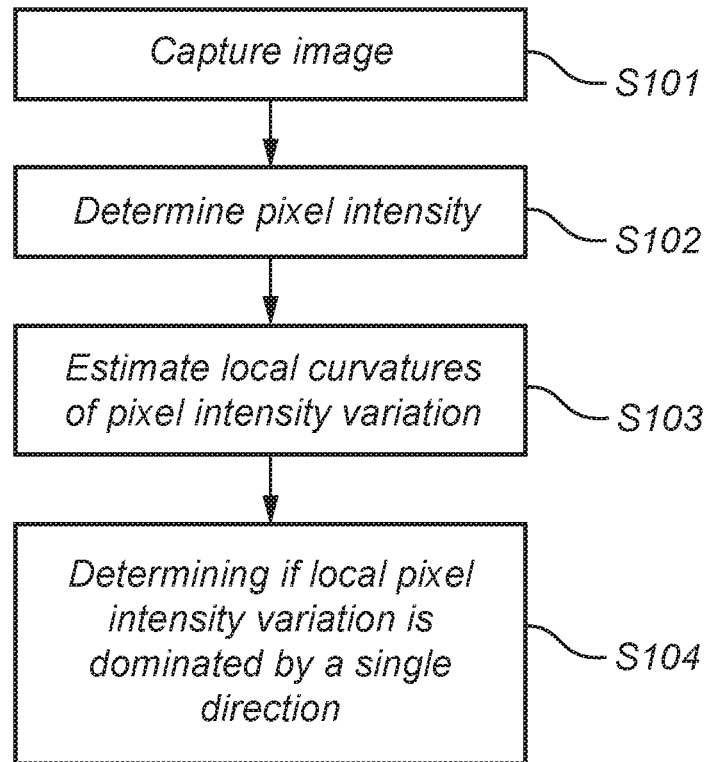 Capture image
S101
Determine pixel intensity
S102
Estimate local curvatures
of pixel intensity variation
S103
Determining if local pixel
intensity variation is
dominated by a single
direction
S104